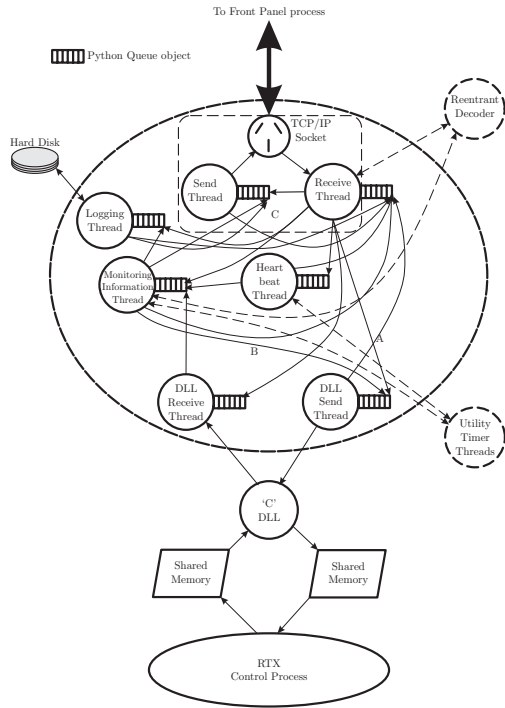 To Front Panel process
Python Queue object
TCP/IP
Socket
Reentrant
Decoder
Hard Disk
Send
Thread
Receive
Thread
Logging
Thread
C
Monitoring
Information
Thread
Heart
beat
Thread
A
B
DLL
Receive
Thread
DLL
Send
Thread
Utility
Timer
Threads
‘C’
DLL
Shared
Memory
Shared
Memory
RTX
Control Process